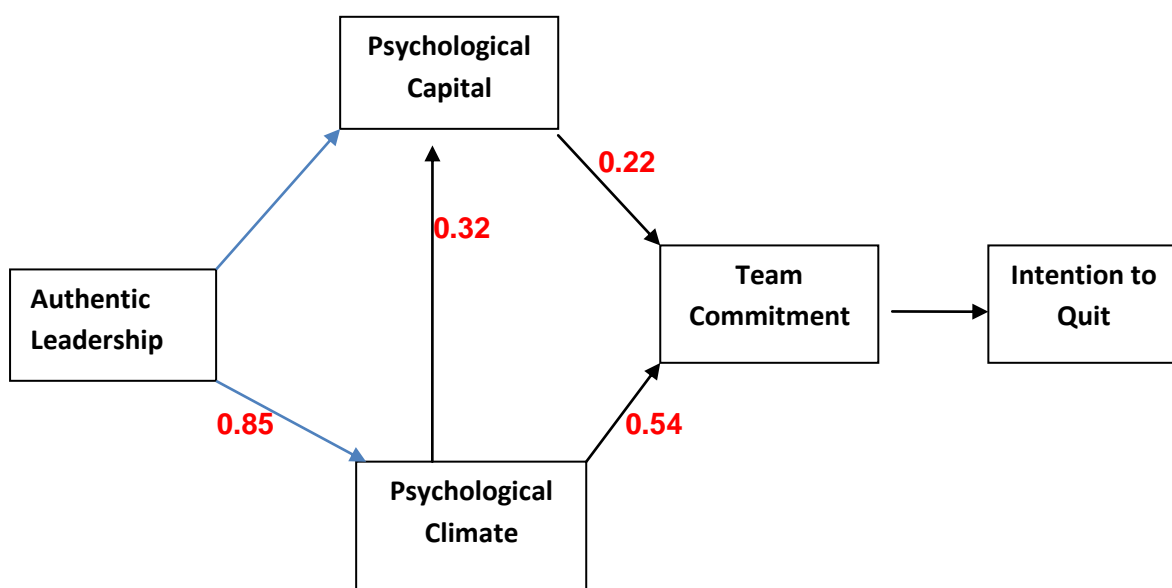 Psychological
Capital
0.22
0.32
Authentic
Leadership
Team
Commitment
Intention to
Quit
0.85
0.54
Psychological
Climate